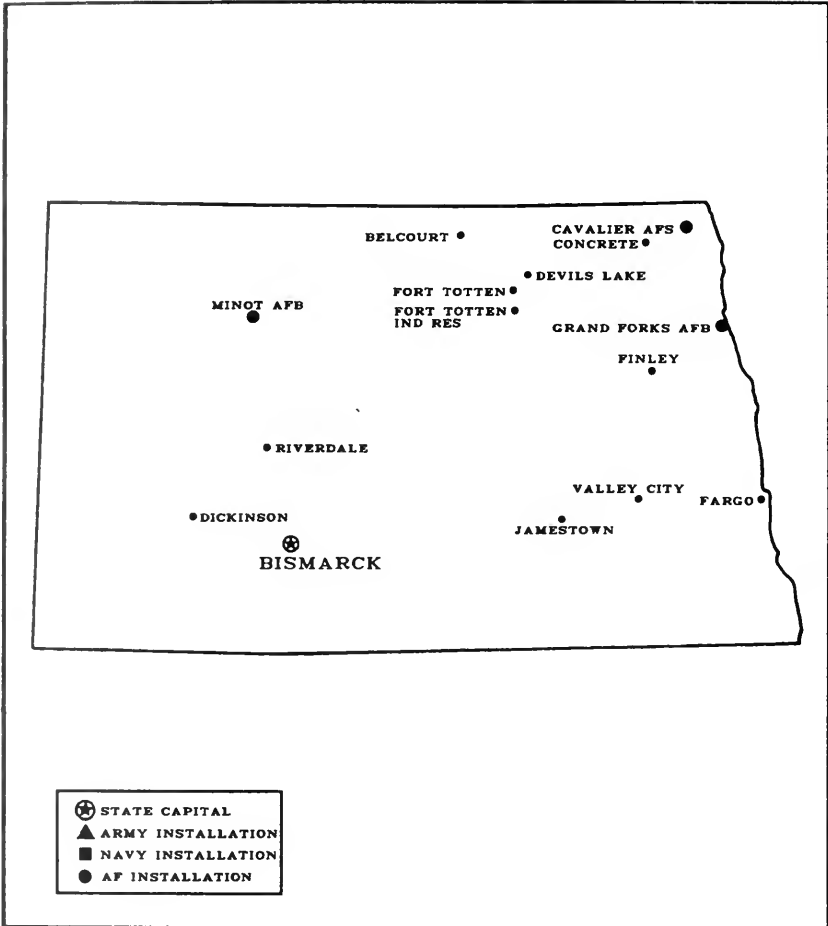 BELCOURT
CAVALIER AFS
CONCRETE
DEVILS LAKE
FORT TOTTEN
MINOT AFB
FORT TOTTEN
IND RES
GRAND FORKS AFB
FINLEY
RIVERDALE
VALLEY CITY
FARGO
DICKINSON
JAMESTOWN
BISMARCK
STATE CAPITAL
ARMY INSTALLATION
NAVY INSTALLATION
AF INSTALLATION